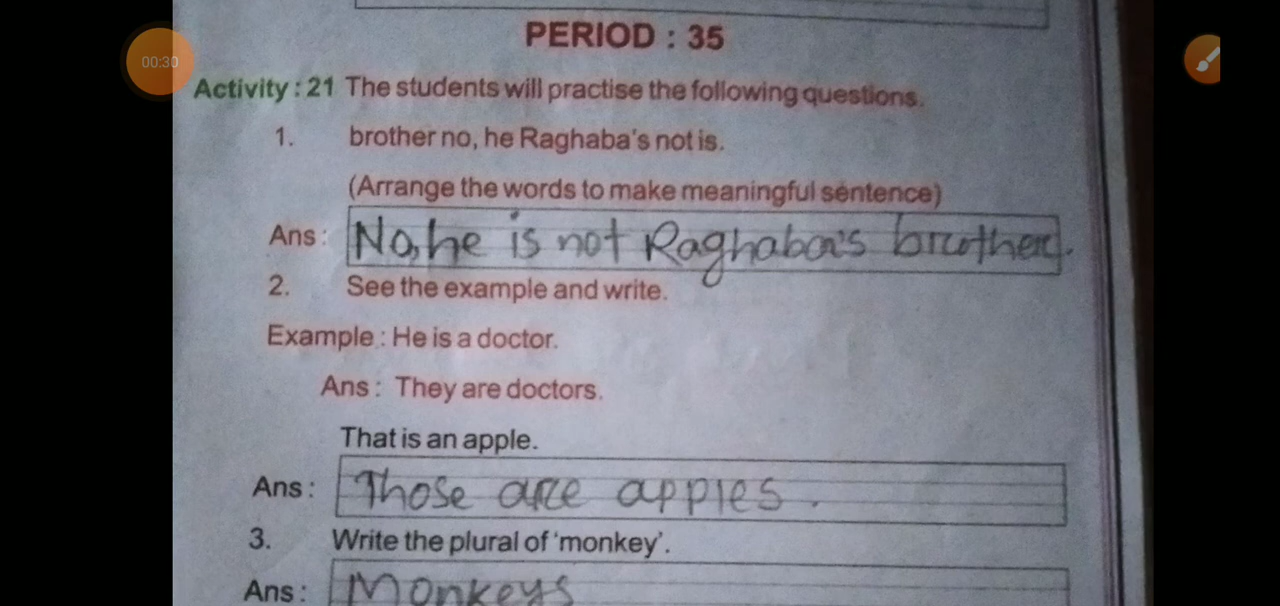 PERIOD : 35
00:30
Activity : 21 The students will practise the following questions.
1. brother no, he Raghaba's not is.
(Arrange the words to make meaningful sentence)
Ans : No, he is not Raghaba's brother.
2. See the example and write.
Example : He is a doctor.
Ans : They are doctors.
That is an apple.
Ans : Those are apples.
3. Write the plural of 'monkey'.
Ans : Monkeys